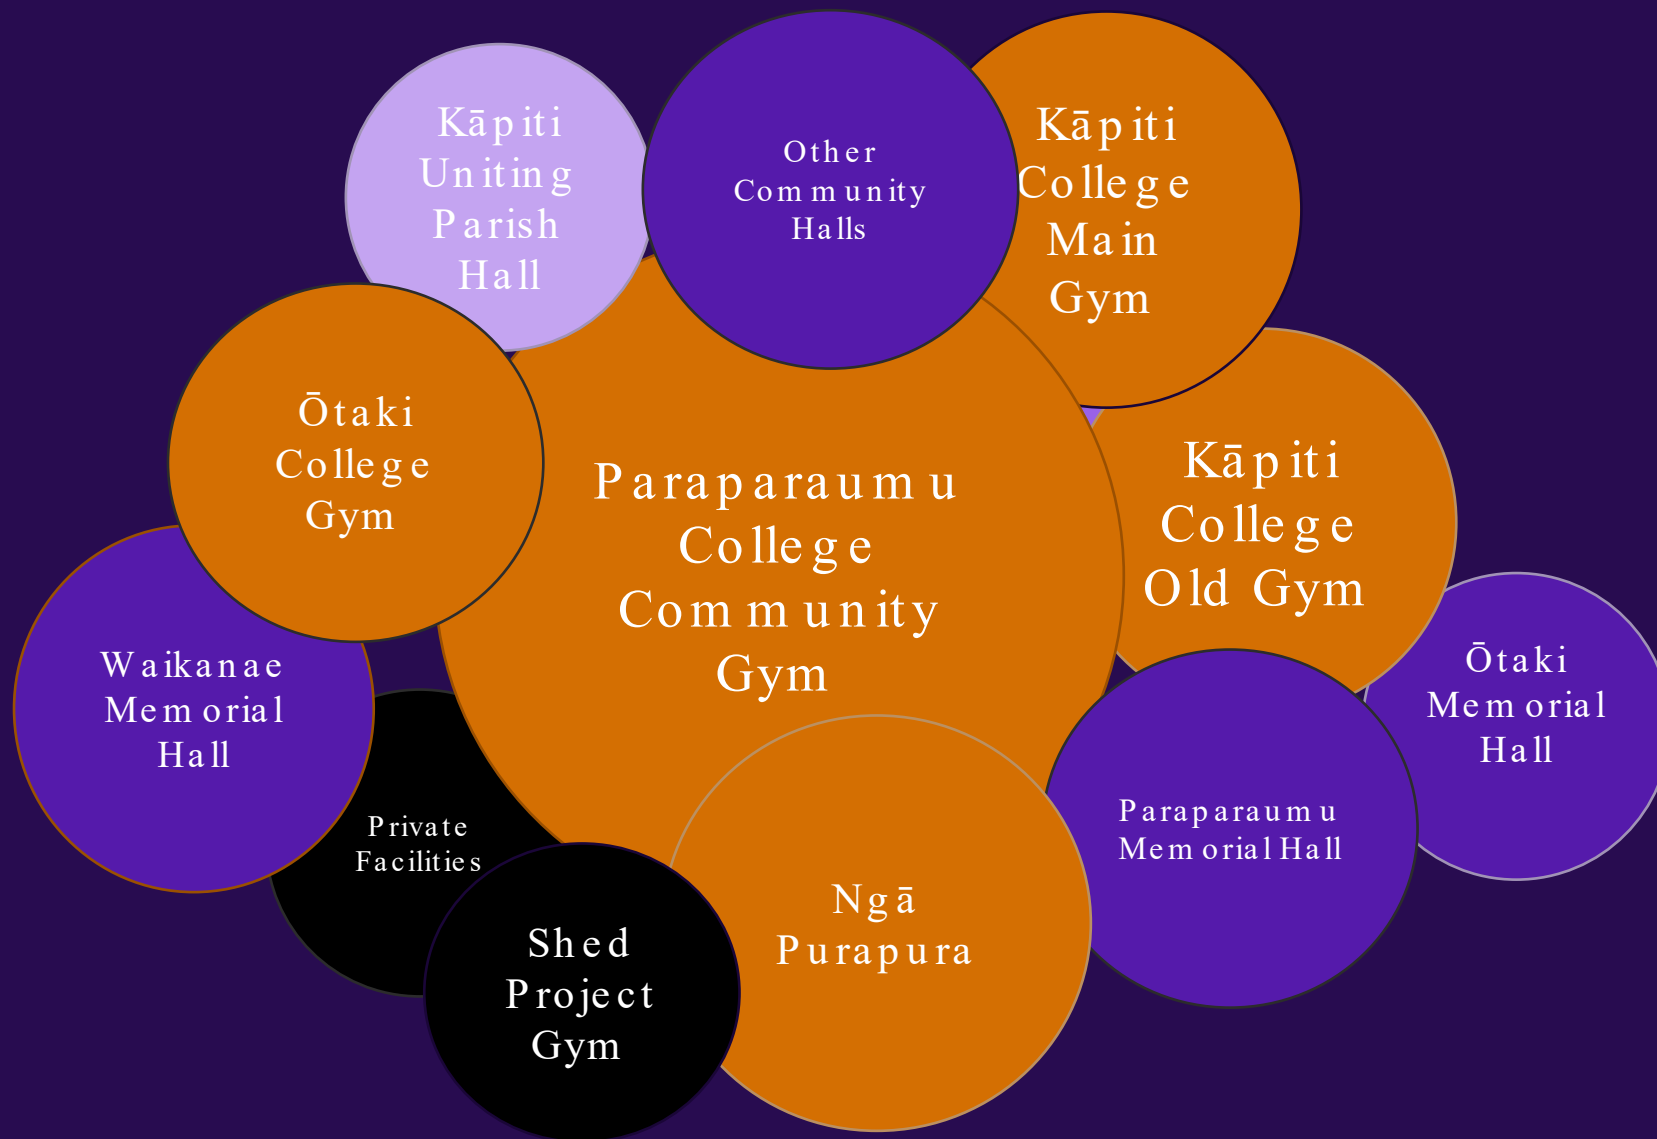 Kāpiti
Uniting
Parish
Hall
Other
Community
Halls
Kāpiti
College
Main
Gym
Ōtaki
College
Gym
Paraparaumu
College
Community
Gym
Kāpiti
College
Old Gym
Waikanae
Memorial
Hall
Ōtaki
Memorial
Hall
Private
Facilities
Paraparaumu
Memorial Hall
Shed
Project
Gym
Ngā
Purapura